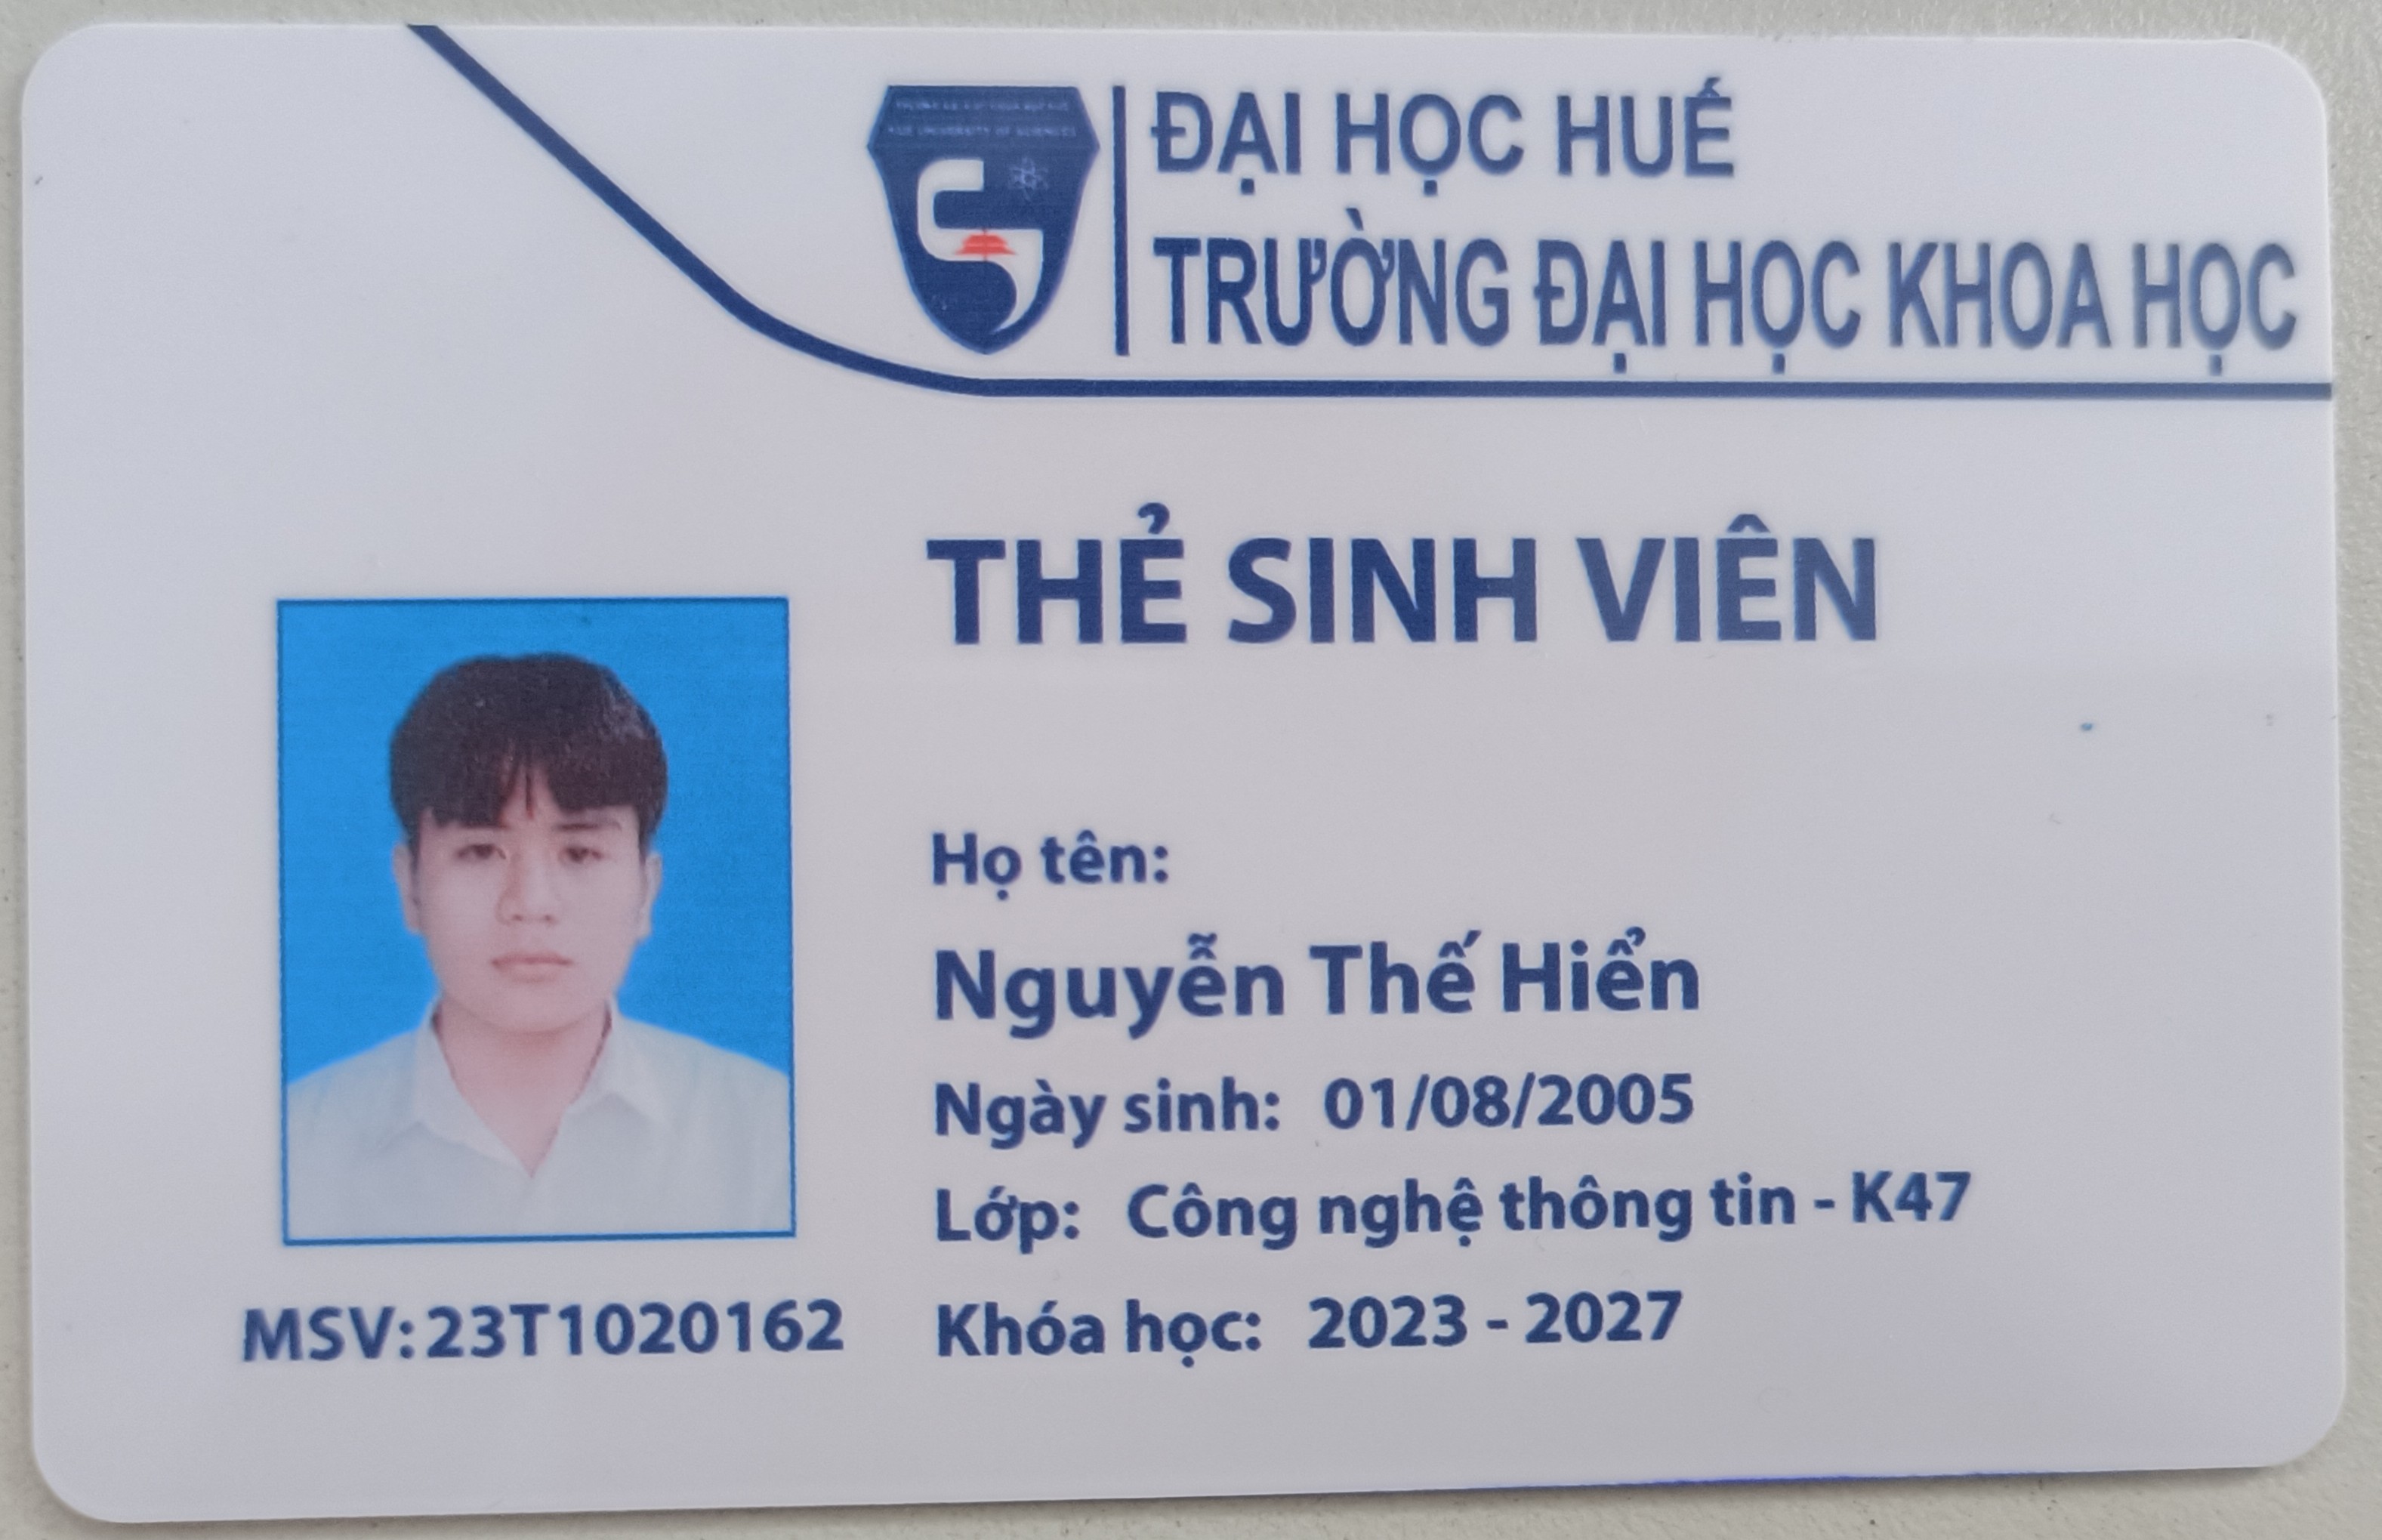 ĐẠI HỌC HUẾ
TRƯỜNG ĐẠI HỌC KHOA HỌC
THẺ SINH VIÊN
Họ tên:
Nguyễn Thế Hiển
Ngày sinh: 01/08/2005
Lớp: Công nghệ thông tin - K47
MSV: 23T1020162
Khóa học: 2023 - 2027